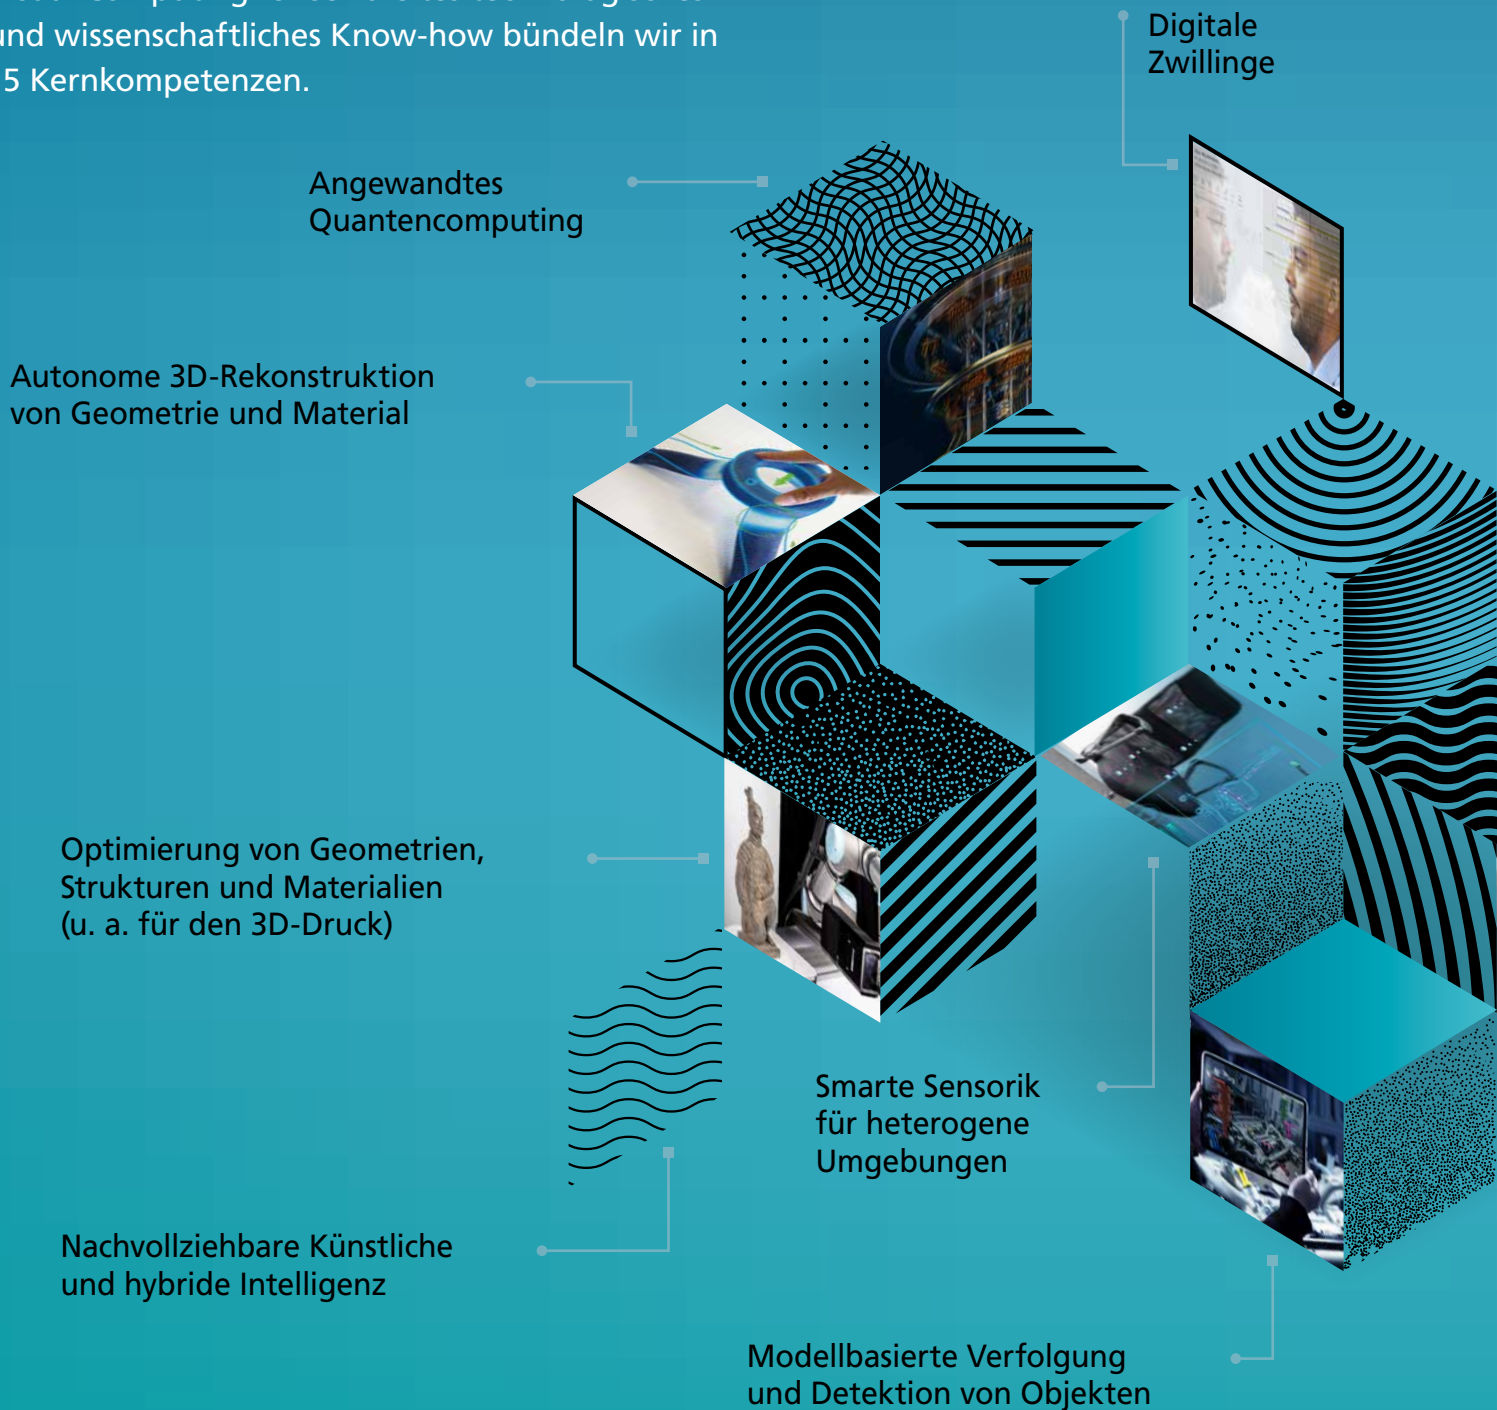 und wissenschaftliches Know-how bündeln wir in
5 Kernkompetenzen.
Digitale
Zwillinge
Angewandtes
Quantencomputing
Autonome 3D-Rekonstruktion
von Geometrie und Material
Optimierung von Geometrien,
Strukturen und Materialien
(u. a. für den 3D-Druck)
Smarte Sensorik
für heterogene
Umgebungen
Nachvollziehbare Künstliche
und hybride Intelligenz
Modellbasierte Verfolgung
und Detektion von Objekten